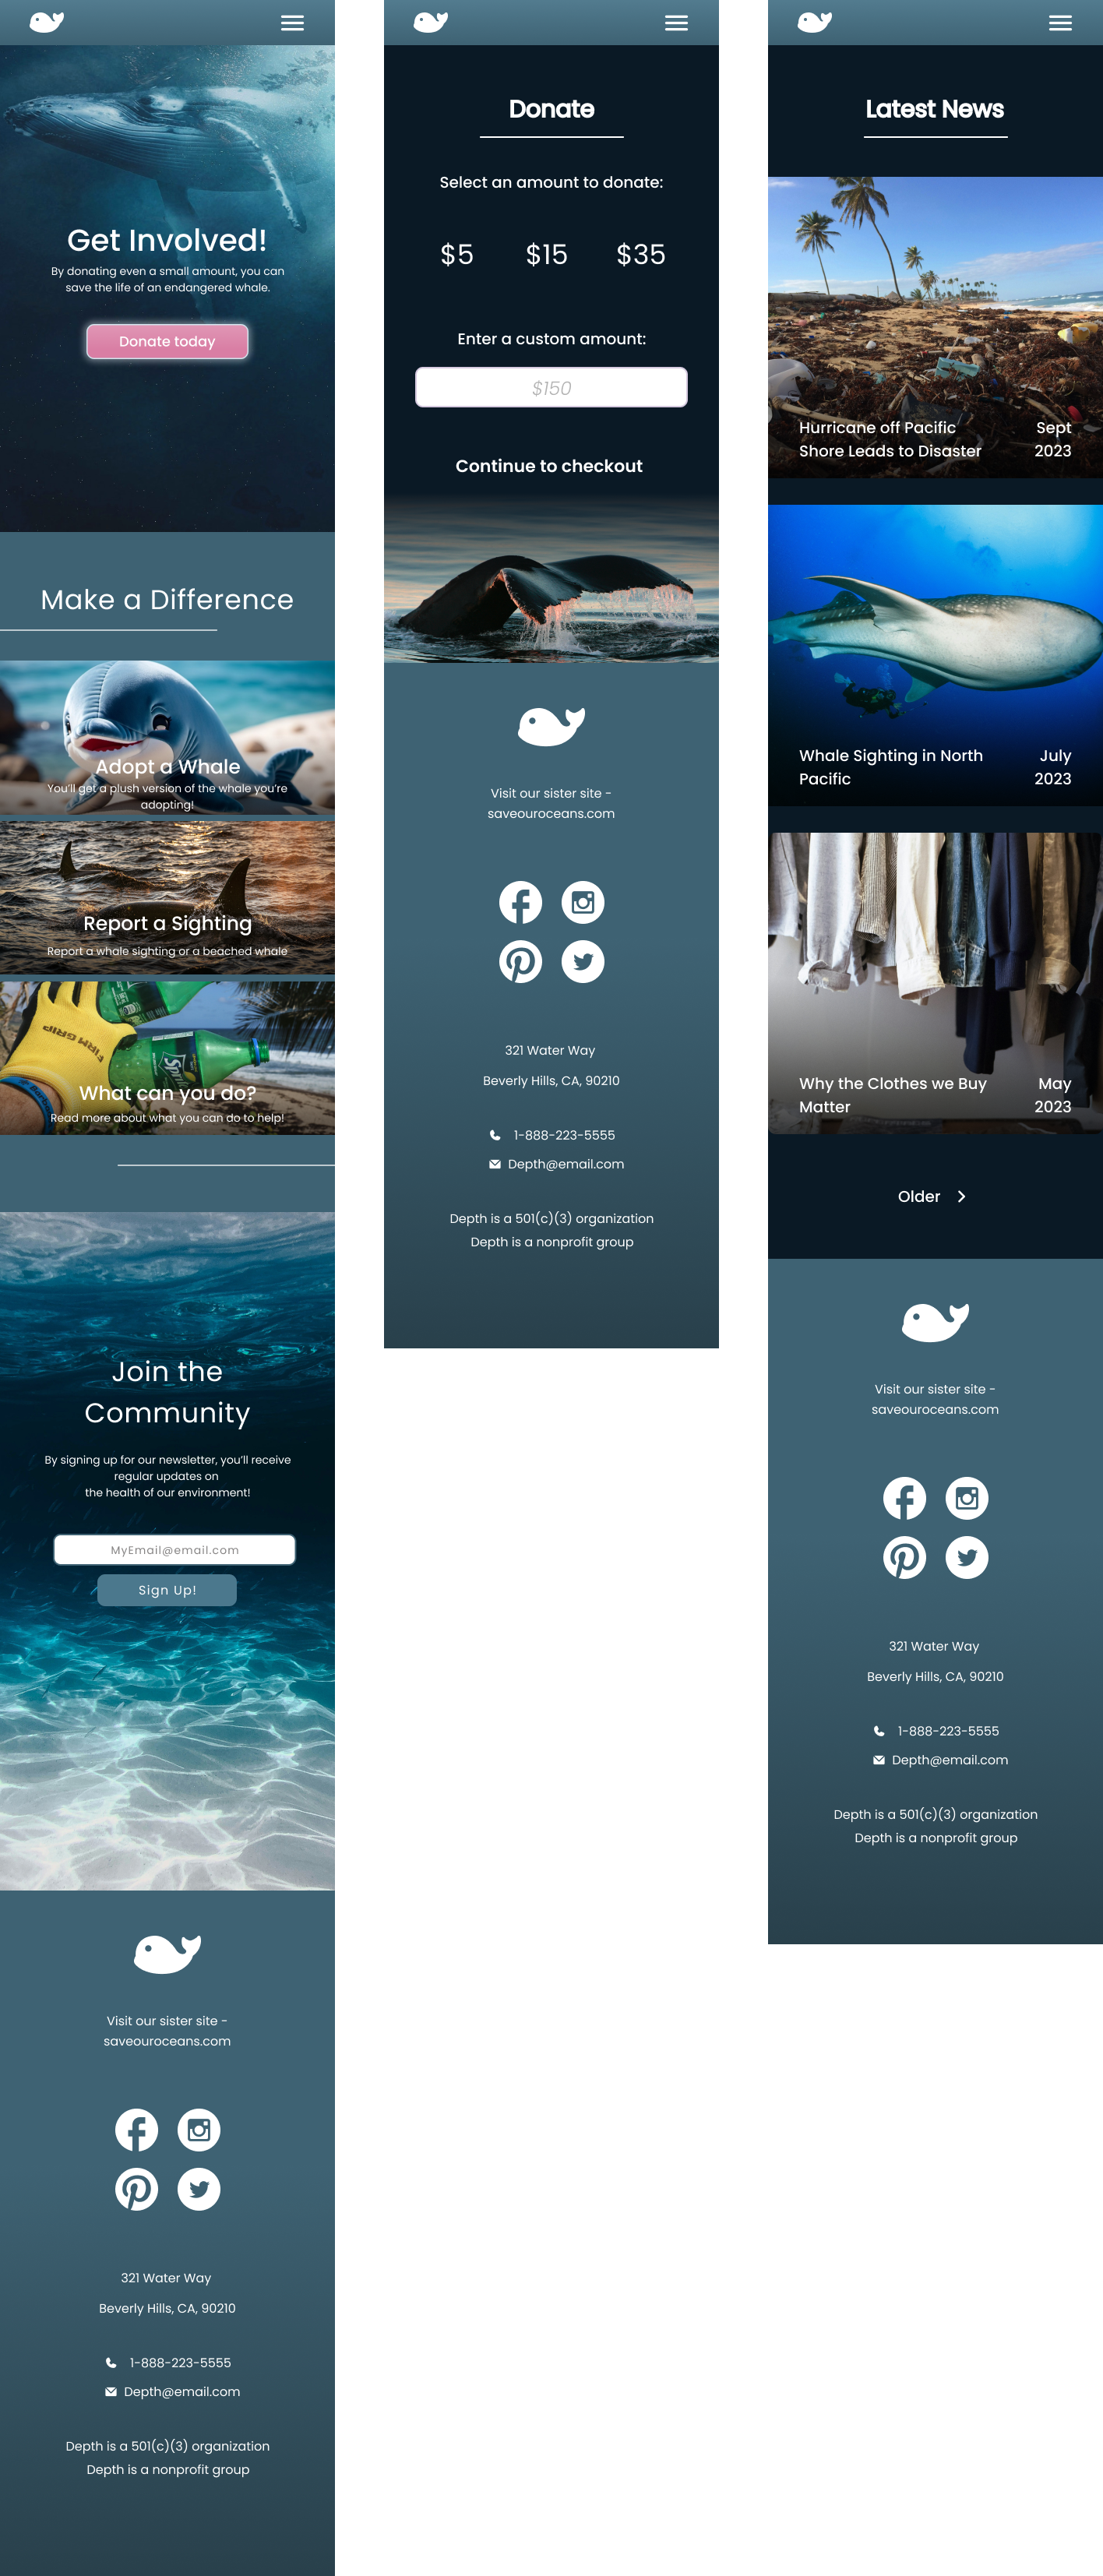 Get Involved!
By donating even a small amount, you can
save the life of an endangered whale.
Donate today
Make a Difference
Adopt a Whale
You'll get a plush version of the whale you're
adopting!
Report a Sighting
Report a whale sighting or a beached whale
FIRM GRIP
What can you do?
Read more about what you can do to help!
Join the
Community
By signing up for our newsletter, you'll receive
regular updates on
the health of our environment!
MyEmail@email.com
Sign Up!
Visit our sister site -
saveouroceans.com
321 Water Way
Beverly Hills, CA, 90210
1-888-223-5555
Depth@email.com
Depth is a 501(c)(3) organization
Depth is a nonprofit group
Donate
Select an amount to donate:
$5 $15 $35
Enter a custom amount:
$150
Continue to checkout
Visit our sister site -
saveouroceans.com
321 Water Way
Beverly Hills, CA, 90210
1-888-223-5555
Depth@email.com
Depth is a 501(c)(3) organization
Depth is a nonprofit group
Latest News
Hurricane off Pacific Sept
Shore Leads to Disaster 2023
Whale Sighting in North July
Pacific 2023
Why the Clothes we Buy May
Matter 2023
Older
Visit our sister site -
saveouroceans.com
321 Water Way
Beverly Hills, CA, 90210
1-888-223-5555
Depth@email.com
Depth is a 501(c)(3) organization
Depth is a nonprofit group